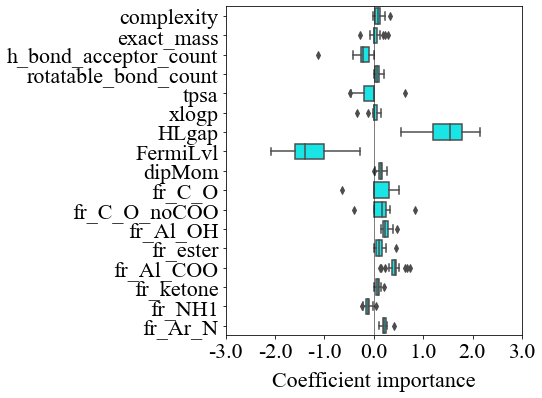 complexity
exact_mass
h_bond_acceptor_count
rotatable_bond_count
tpsa
xlogp
HLgap
FermiLvl
dipMom
fr_C_O
fr_C_O_noCOO
fr_Al_OH
fr_ester
fr_Al_COO
fr_ketone
fr_NH1
fr_Ar_N
-3.0 -2.0 -1.0 0.0 1.0 2.0 3.0
Coefficient importance